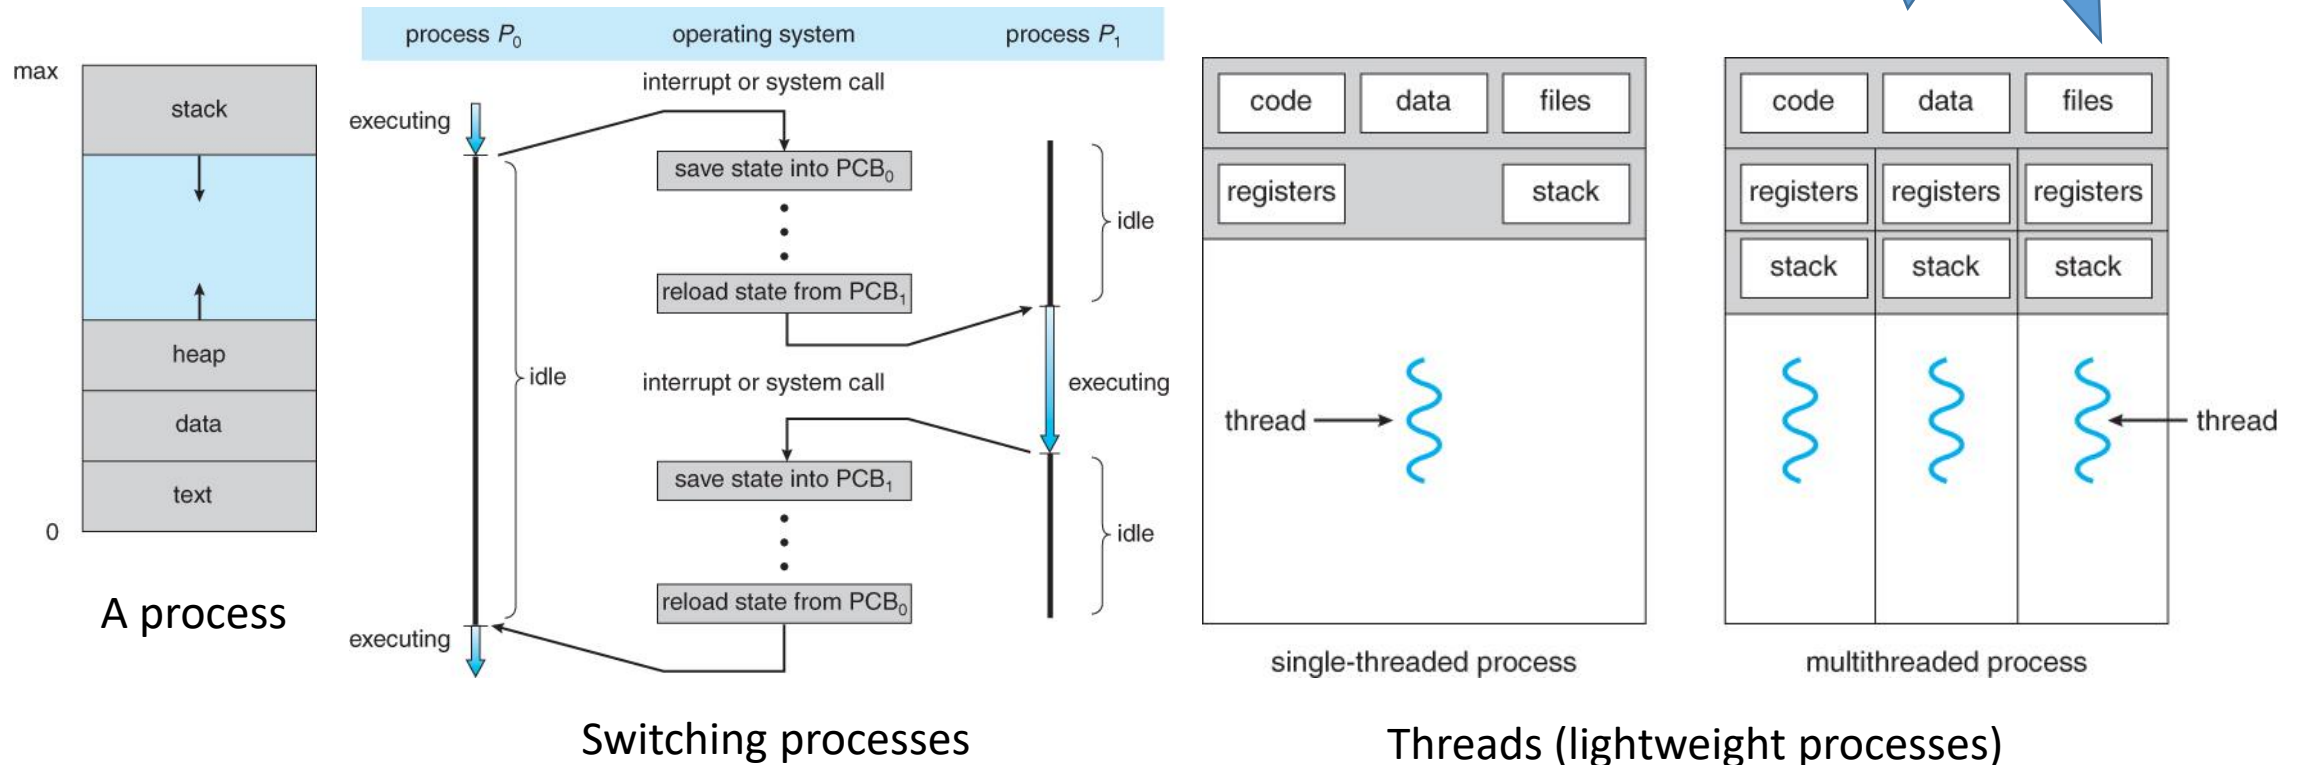 max
stack
heap
data
text
0
A process
process P₀
operating system
process P₁
interrupt or system call
executing
save state into PCB₀
idle
reload state from PCB₁
idle
interrupt or system call
executing
save state into PCB₁
idle
reload state from PCB₀
executing
Switching processes
code data files
registers stack
thread
single-threaded process
code data files
registers registers registers
stack stack stack
thread
multithreaded process
Threads (lightweight processes)